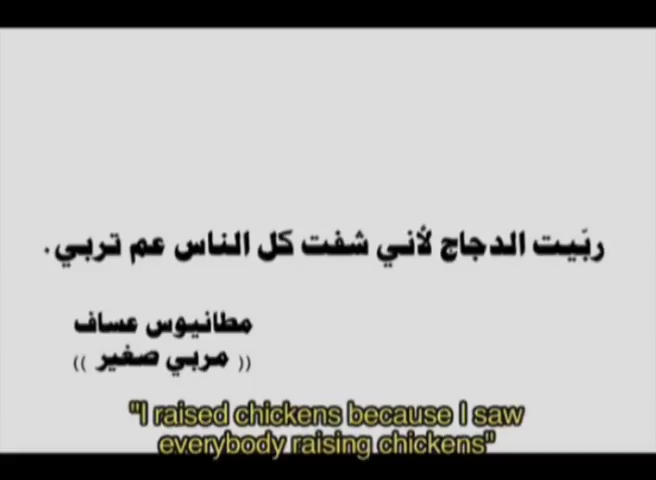 ربّيت الدجاج لأني شفت كل الناس عم تربي.
مطانيوس عساف
(( مربي صغير ))
"I raised chickens because I saw
everybody raising chickens"